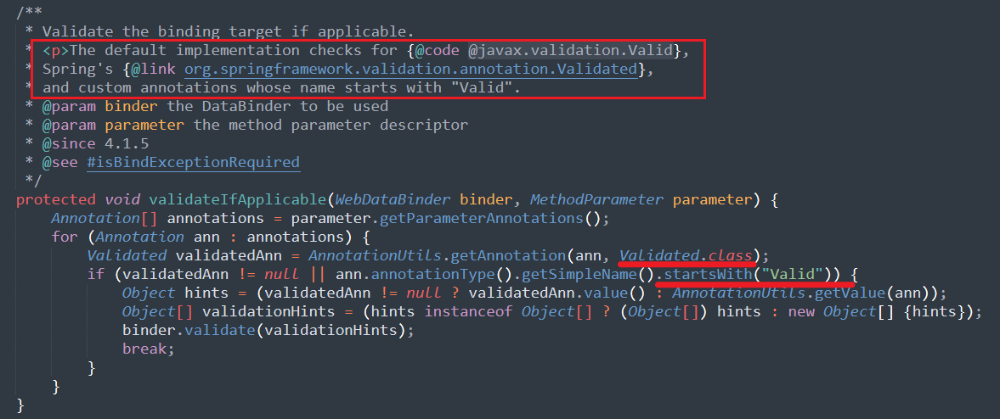 /**
 * Validate the binding target if applicable.
 * <p>The default implementation checks for {@code @javax.validation.Valid},
 * Spring's {@link org.springframework.validation.annotation.Validated},
 * and custom annotations whose name starts with "Valid".
 * @param binder the DataBinder to be used
 * @param parameter the method parameter descriptor
 * @since 4.1.5
 * @see #isBindExceptionRequired
 */
protected void validateIfApplicable(WebDataBinder binder, MethodParameter parameter) {
    Annotation[] annotations = parameter.getParameterAnnotations();
    for (Annotation ann : annotations) {
        Validated validatedAnn = AnnotationUtils.getAnnotation(ann, Validated.class);
        if (validatedAnn != null || ann.annotationType().getSimpleName().startsWith("Valid")) {
            Object hints = (validatedAnn != null ? validatedAnn.value() : AnnotationUtils.getValue(ann));
            Object[] validationHints = (hints instanceof Object[] ? (Object[]) hints : new Object[] {hints});
            binder.validate(validationHints);
            break;
        }
    }
}